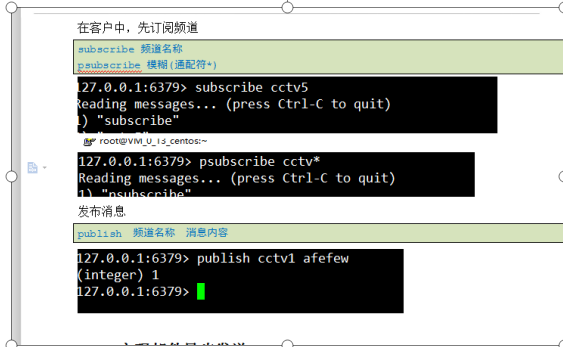 在客户中，先订阅频道
subscribe 频道名称
psubscribe 模糊(通配符*)
127.0.0.1:6379> subscribe cctv5
Reading messages... (press Ctrl-C to quit)
1) "subscribe"
root@VM_0_13_centos:~
127.0.0.1:6379> psubscribe cctv*
Reading messages... (press Ctrl-C to quit)
1) "psubscribe"
发布消息
publish 频道名称 消息内容
127.0.0.1:6379> publish cctv1 afefew
(integer) 1
127.0.0.1:6379>